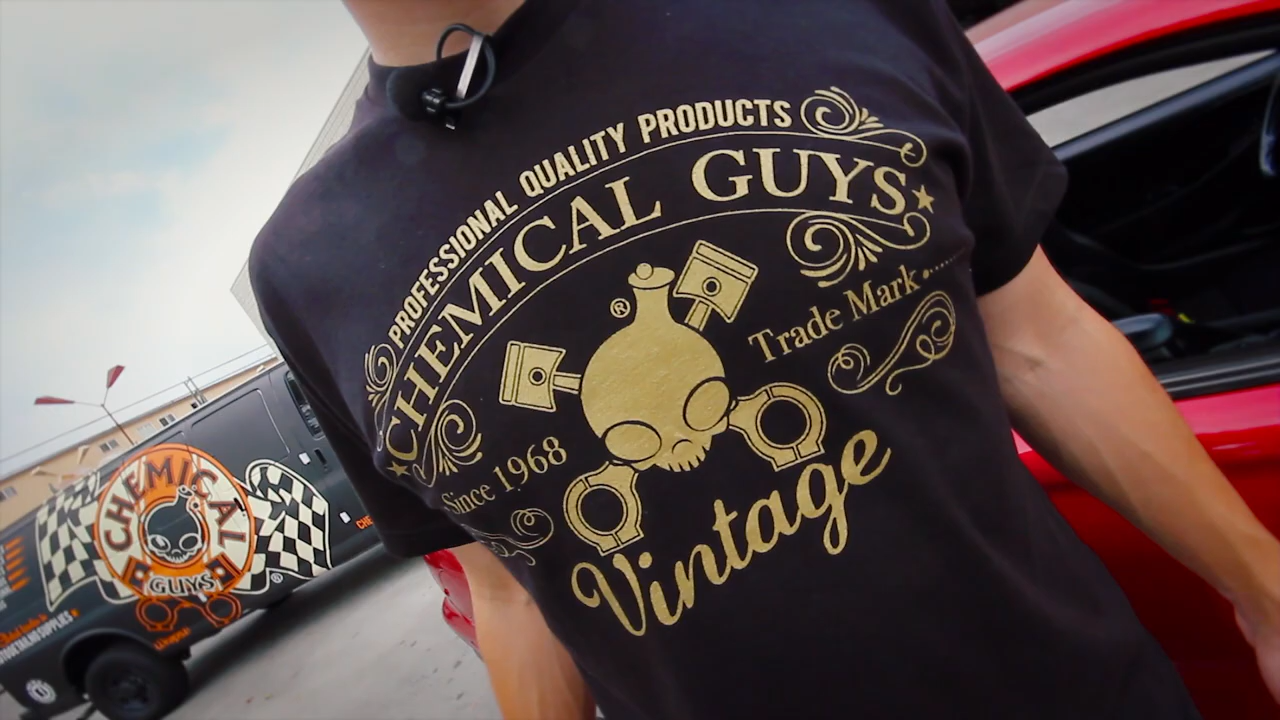 PROFESSIONAL QUALITY PRODUCTS
CHEMICAL GUYS
®
Trade Mark
Since 1968
Vintage
CHEMICAL
GUYS
®